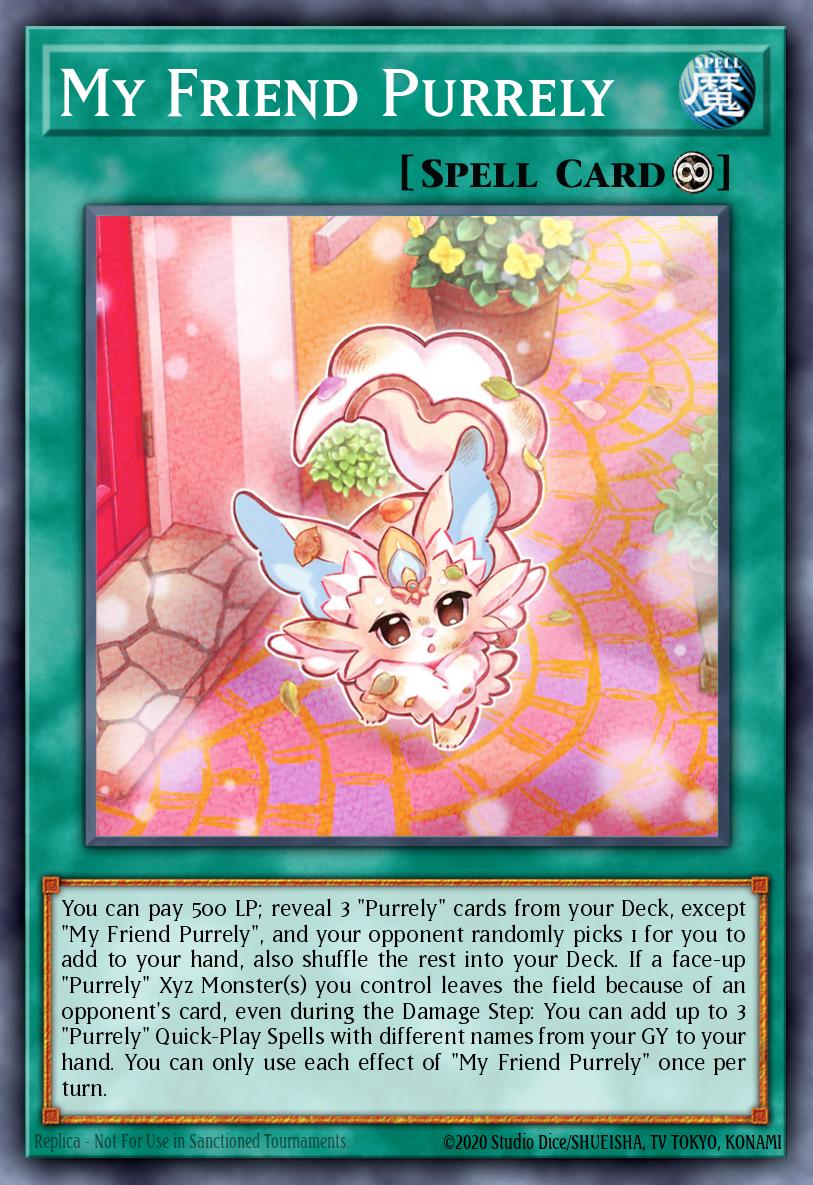 My Friend Purrely
SPELL
魔
[Spell Card]
You can pay 500 LP; reveal 3 "Purrely" cards from your Deck, except
"My Friend Purrely", and your opponent randomly picks 1 for you to
add to your hand, also shuffle the rest into your Deck. If a face-up
"Purrely" Xyz Monster(s) you control leaves the field because of an
opponent's card, even during the Damage Step: You can add up to 3
"Purrely" Quick-Play Spells with different names from your GY to your
hand. You can only use each effect of "My Friend Purrely" once per
turn.
Replica - Not For Use in Sanctioned Tournaments.
©2020 Studio Dice/SHUEISHA, TV TOKYO, KONAMI